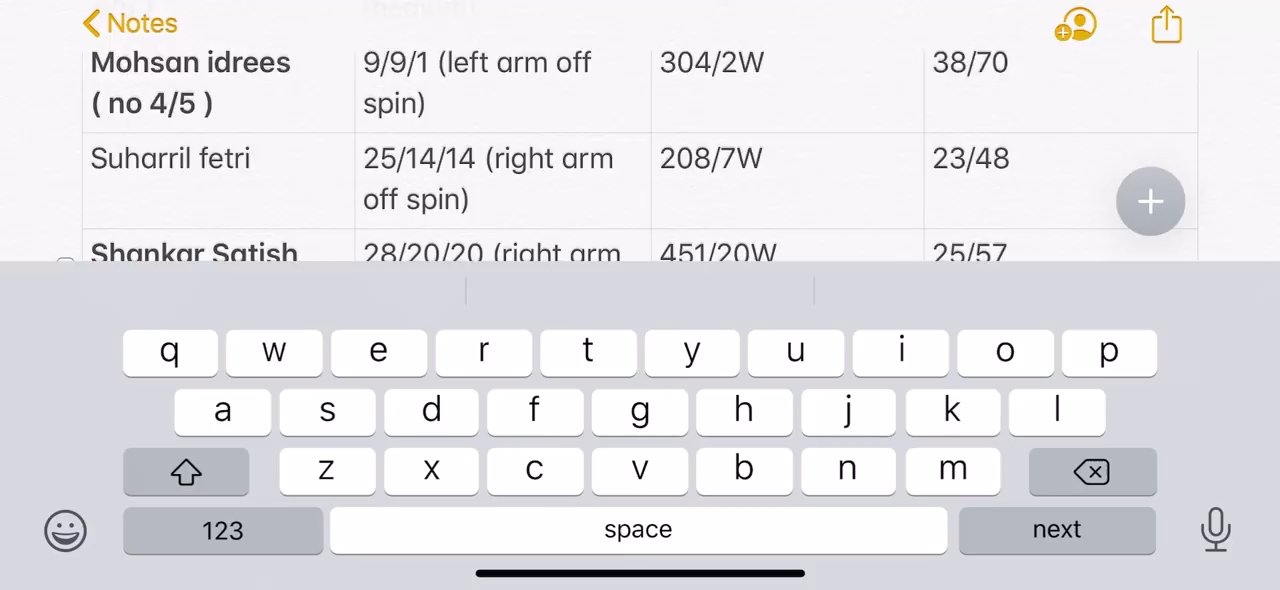 Notes
Mohsan idrees
( no 4/5 )
9/9/1 (left arm off
spin)
304/2W
38/70
Suharril fetri
25/14/14 (right arm
off spin)
208/7W
23/48
Shankar Satish
28/20/20 (right arm
451/20W
25/57
q w e r t y u i o p
a s d f g h j k l
z x c v b n m
123 space next